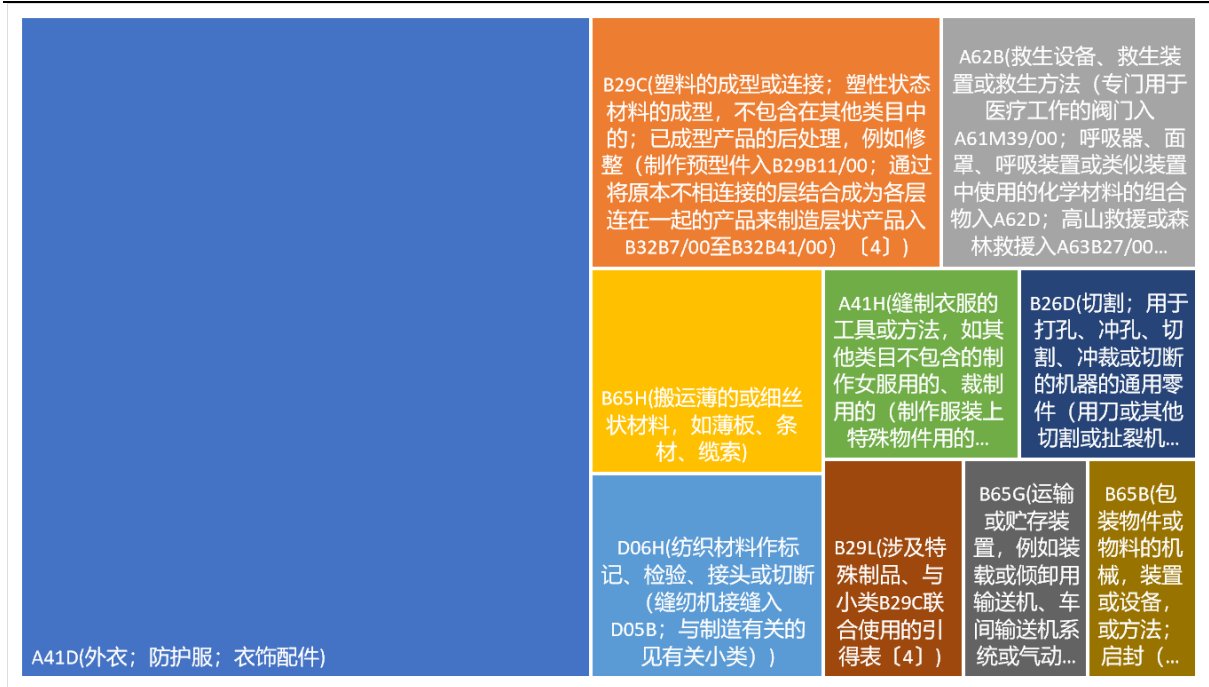 A41D(外衣；防护服；衣饰配件)
B29C(塑料的成型或连接；塑性状态
材料的成型，不包含在其他类目中
的；已成型产品的后处理，例如修
整（制作预型件入B29B11/00；通过
将原本不相连接的层结合成为各层
连在一起的产品来制造层状产品入
B32B7/00至B32B41/00）〔4〕)
A62B(救生设备、救生装
置或救生方法（专门用于
医疗工作的阀门入
A61M39/00；呼吸器、面
罩、呼吸装置或类似装置
中使用的化学材料的组合
物入A62D；高山救援或森
林救援入A63B27/00...
B65H(搬运薄的或细丝
状材料，如薄板、条
材、缆索)
A41H(缝制衣服的
工具或方法，如其
他类目不包含的制
作女服用的、裁制
用的（制作服装上
特殊物件用的...
B26D(切割；用于
打孔、冲孔、切
割、冲裁或切断
的机器的通用零
件（用刀或其他
切割或扯裂机...
D06H(纺织材料作标
记、检验、接头或切断
（缝纫机接缝入
D05B；与制造有关的
见有关小类）)
B29L(涉及特
殊制品、与
小类B29C联
合使用的引
得表〔4〕)
B65G(运输
或贮存装
置，例如装
载或倾卸用
输送机、车
间输送机系
统或气动...
B65B(包
装物件或
物料的机
械，装置
或设备，
或方法；
启封（...